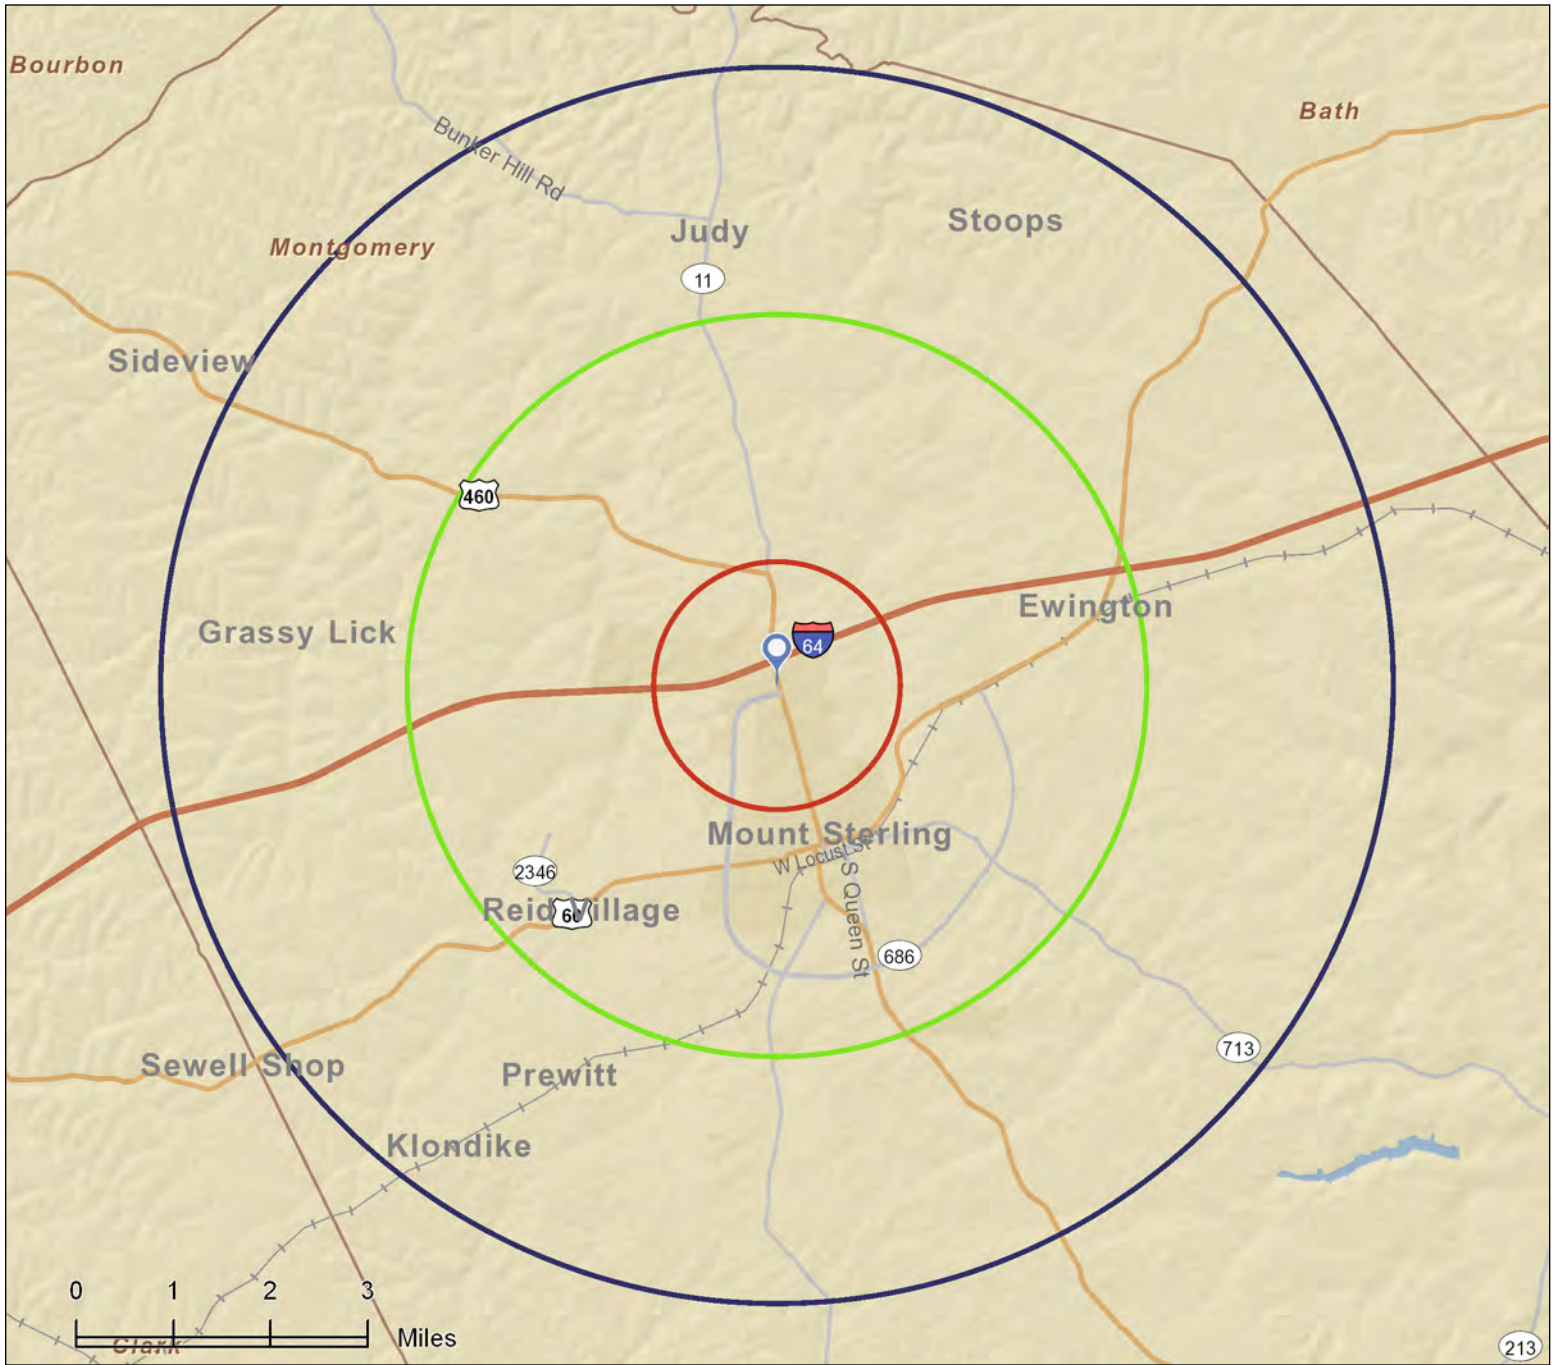 Bourbon
Bath
Bunker Hill Rd
Judy
Stoops
Montgomery
11
Sideview
460
Grassy Lick
Ewington
64
Mount Sterling
W Locust St
2346
S Queen St
Reid Village
60
686
713
Sewell Shop
Prewitt
Klondike
0 1 2 3
Miles
Clark
213